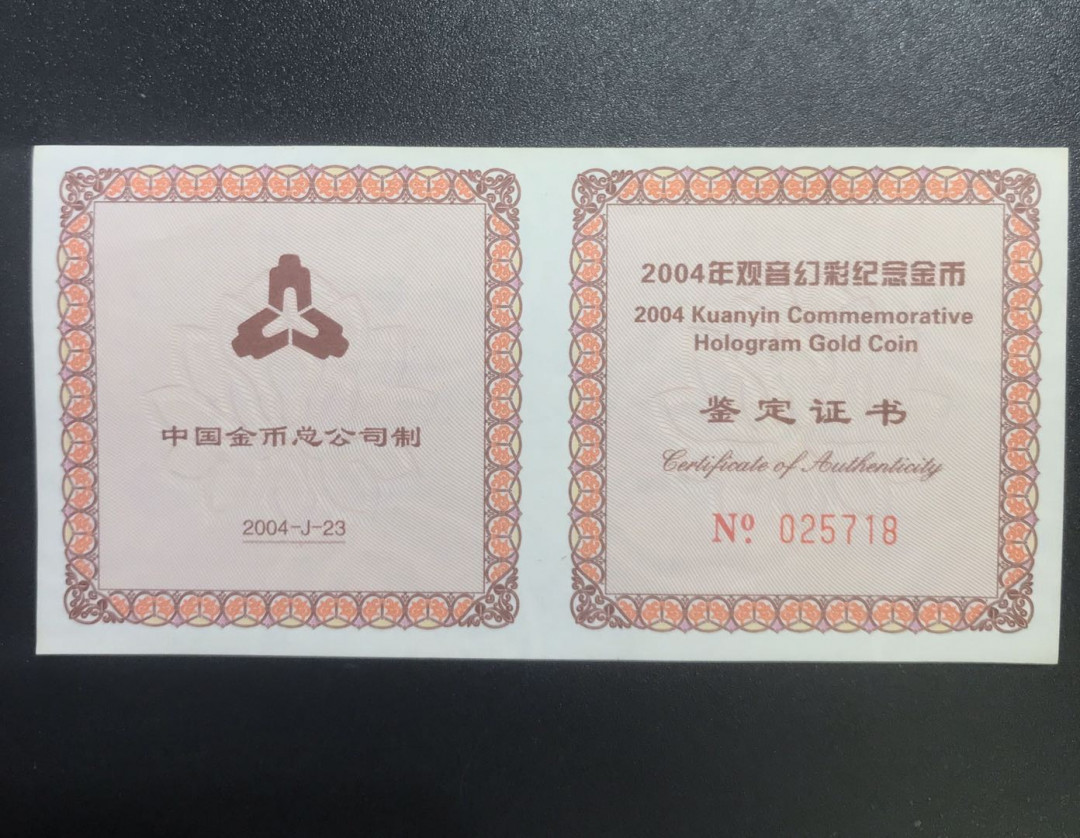 中国金币总公司制
2004-J-23
2004年观音幻彩纪念金币
2004 Kuanyin Commemorative
Hologram Gold Coin
鉴定证书
Certificate of Authenticity
Nº 025718